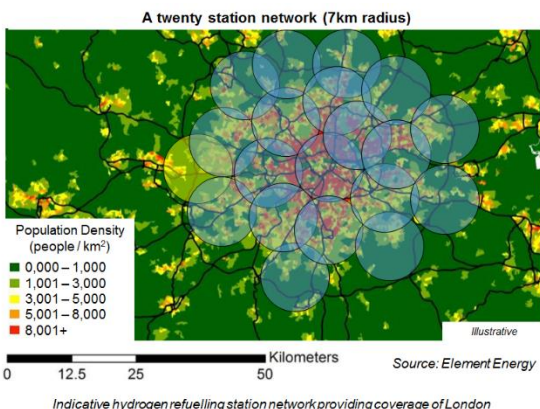 A twenty station network (7km radius)
Population Density
(people / km²)
0,000 – 1,000
1,001 – 3,000
3,001 – 5,000
5,001 – 8,000
8,001+
Illustrative
Kilometers
0 12.5 25 50
Source: Element Energy
Indicative hydrogen refuelling station network providing coverage of London